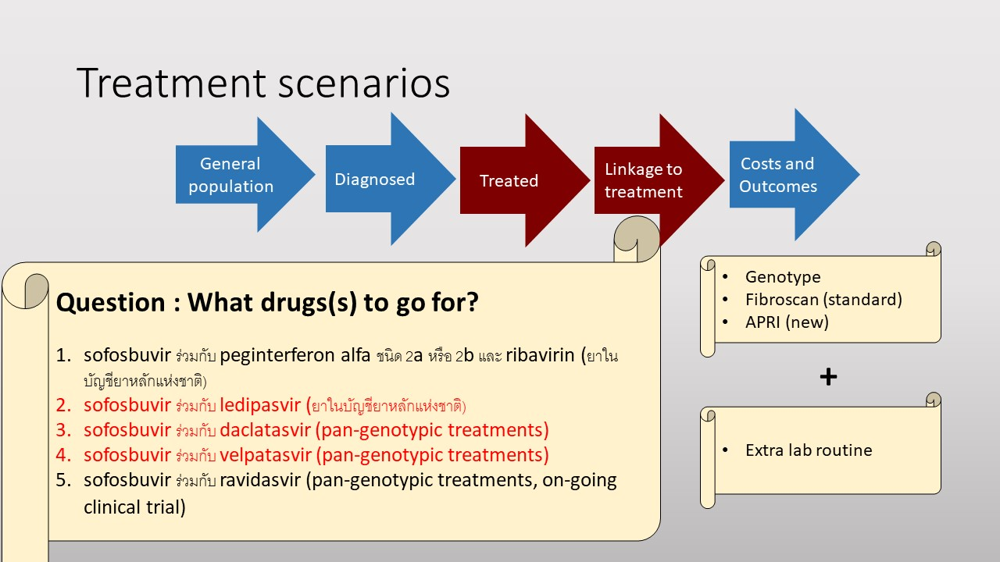 Treatment scenarios
General
population
Diagnosed
Treated
Linkage to
treatment
Costs and
Outcomes
Question : What drugs(s) to go for?
1. sofosbuvir ร่วมกับ peginterferon alfa ชนิด 2a หรือ 2b และ ribavirin (ยาใน
บัญชียาหลักแห่งชาติ)
2. sofosbuvir ร่วมกับ ledipasvir (ยาในบัญชียาหลักแห่งชาติ)
3. sofosbuvir ร่วมกับ daclatasvir (pan-genotypic treatments)
4. sofosbuvir ร่วมกับ velpatasvir (pan-genotypic treatments)
5. sofosbuvir ร่วมกับ ravidasvir (pan-genotypic treatments, on-going
clinical trial)
• Genotype
• Fibroscan (standard)
• APRI (new)
+
• Extra lab routine